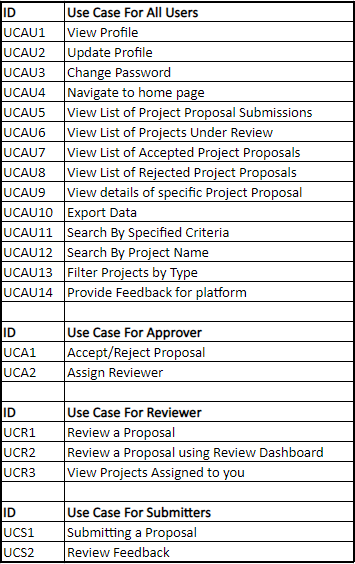 ID Use Case For All Users
UCAU1 View Profile
UCAU2 Update Profile
UCAU3 Change Password
UCAU4 Navigate to home page
UCAU5 View List of Project Proposal Submissions
UCAU6 View List of Projects Under Review
UCAU7 View List of Accepted Project Proposals
UCAU8 View List of Rejected Project Proposals
UCAU9 View details of specific Project Proposal
UCAU10 Export Data
UCAU11 Search By Specified Criteria
UCAU12 Search By Project Name
UCAU13 Filter Projects by Type
UCAU14 Provide Feedback for platform
ID Use Case For Approver
UCA1 Accept/Reject Proposal
UCA2 Assign Reviewer
ID Use Case For Reviewer
UCR1 Review a Proposal
UCR2 Review a Proposal using Review Dashboard
UCR3 View Projects Assigned to you
ID Use Case For Submitters
UCS1 Submitting a Proposal
UCS2 Review Feedback